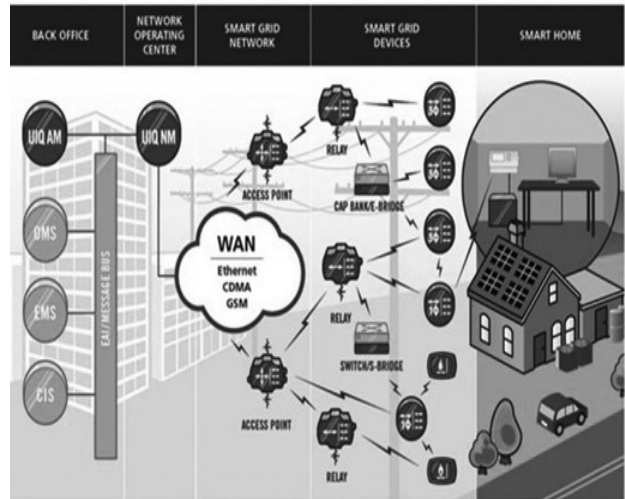 BACK OFFICE
NETWORK
OPERATING
CENTER
SMART GRID
NETWORK
SMART GRID
DEVICES
SMART HOME
UIQ AM
UIQ NM
OMS
EMS
CIS
EAI/MESSAGE BUS
ACCESS POINT
WAN
Ethernet
CDMA
GSM
ACCESS POINT
RELAY
CAP BANK/E-BRIDGE
RELAY
SWITCH/S-BRIDGE
RELAY